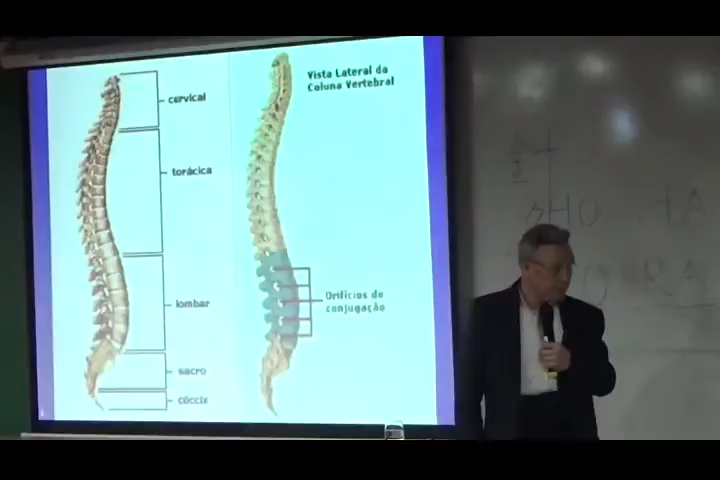 cervical
torácica
lombar
sacro
cóccix
Vista Lateral da
Coluna Vertebral
Orifícios de
conjugação